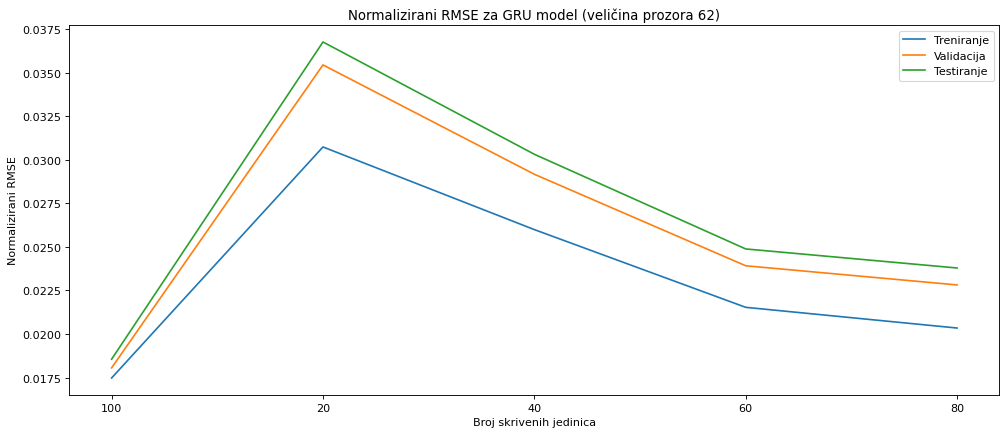 Normalizirani RMSE za GRU model (veličina prozora 62)
Treniranje
Validacija
Testiranje
Normalizirani RMSE
0.0375
0.0350
0.0325
0.0300
0.0275
0.0250
0.0225
0.0200
0.0175
100 20 40 60 80
Broj skrivenih jedinica